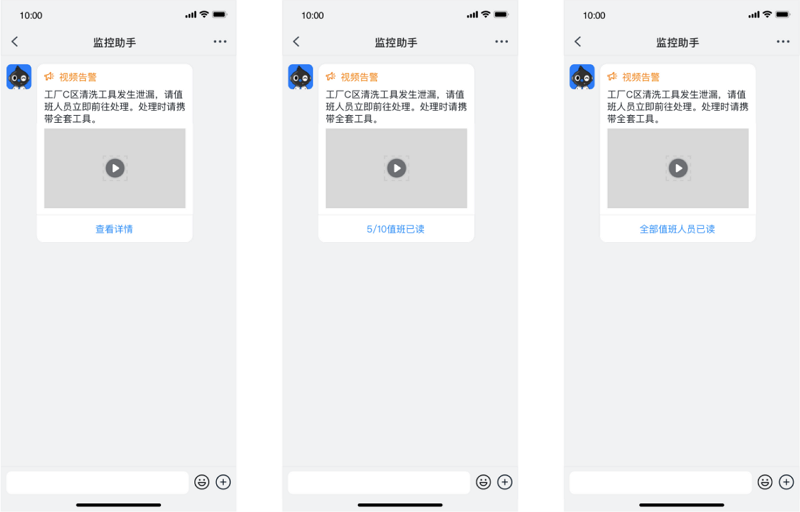 10:00
监控助手
视频告警
工厂C区清洗工具发生泄漏，请值
班人员立即前往处理。处理时请携
带全套工具。
查看详情
10:00
监控助手
视频告警
工厂C区清洗工具发生泄漏，请值
班人员立即前往处理。处理时请携
带全套工具。
5/10值班已读
10:00
监控助手
视频告警
工厂C区清洗工具发生泄漏，请值
班人员立即前往处理。处理时请携
带全套工具。
全部值班人员已读